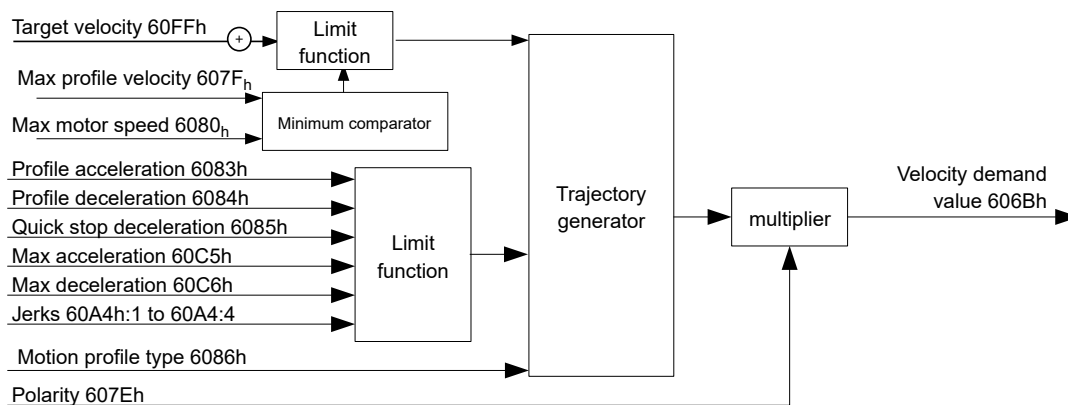 Target velocity 60FFh
+
Limit
function
Max profile velocity 607Fh
Minimum comparator
Max motor speed 6080h
Profile acceleration 6083h
Profile deceleration 6084h
Quick stop deceleration 6085h
Max acceleration 60C5h
Max deceleration 60C6h
Jerks 60A4h:1 to 60A4:4
Limit
function
Motion profile type 6086h
Polarity 607Eh
Trajectory
generator
multiplier
Velocity demand
value 606Bh